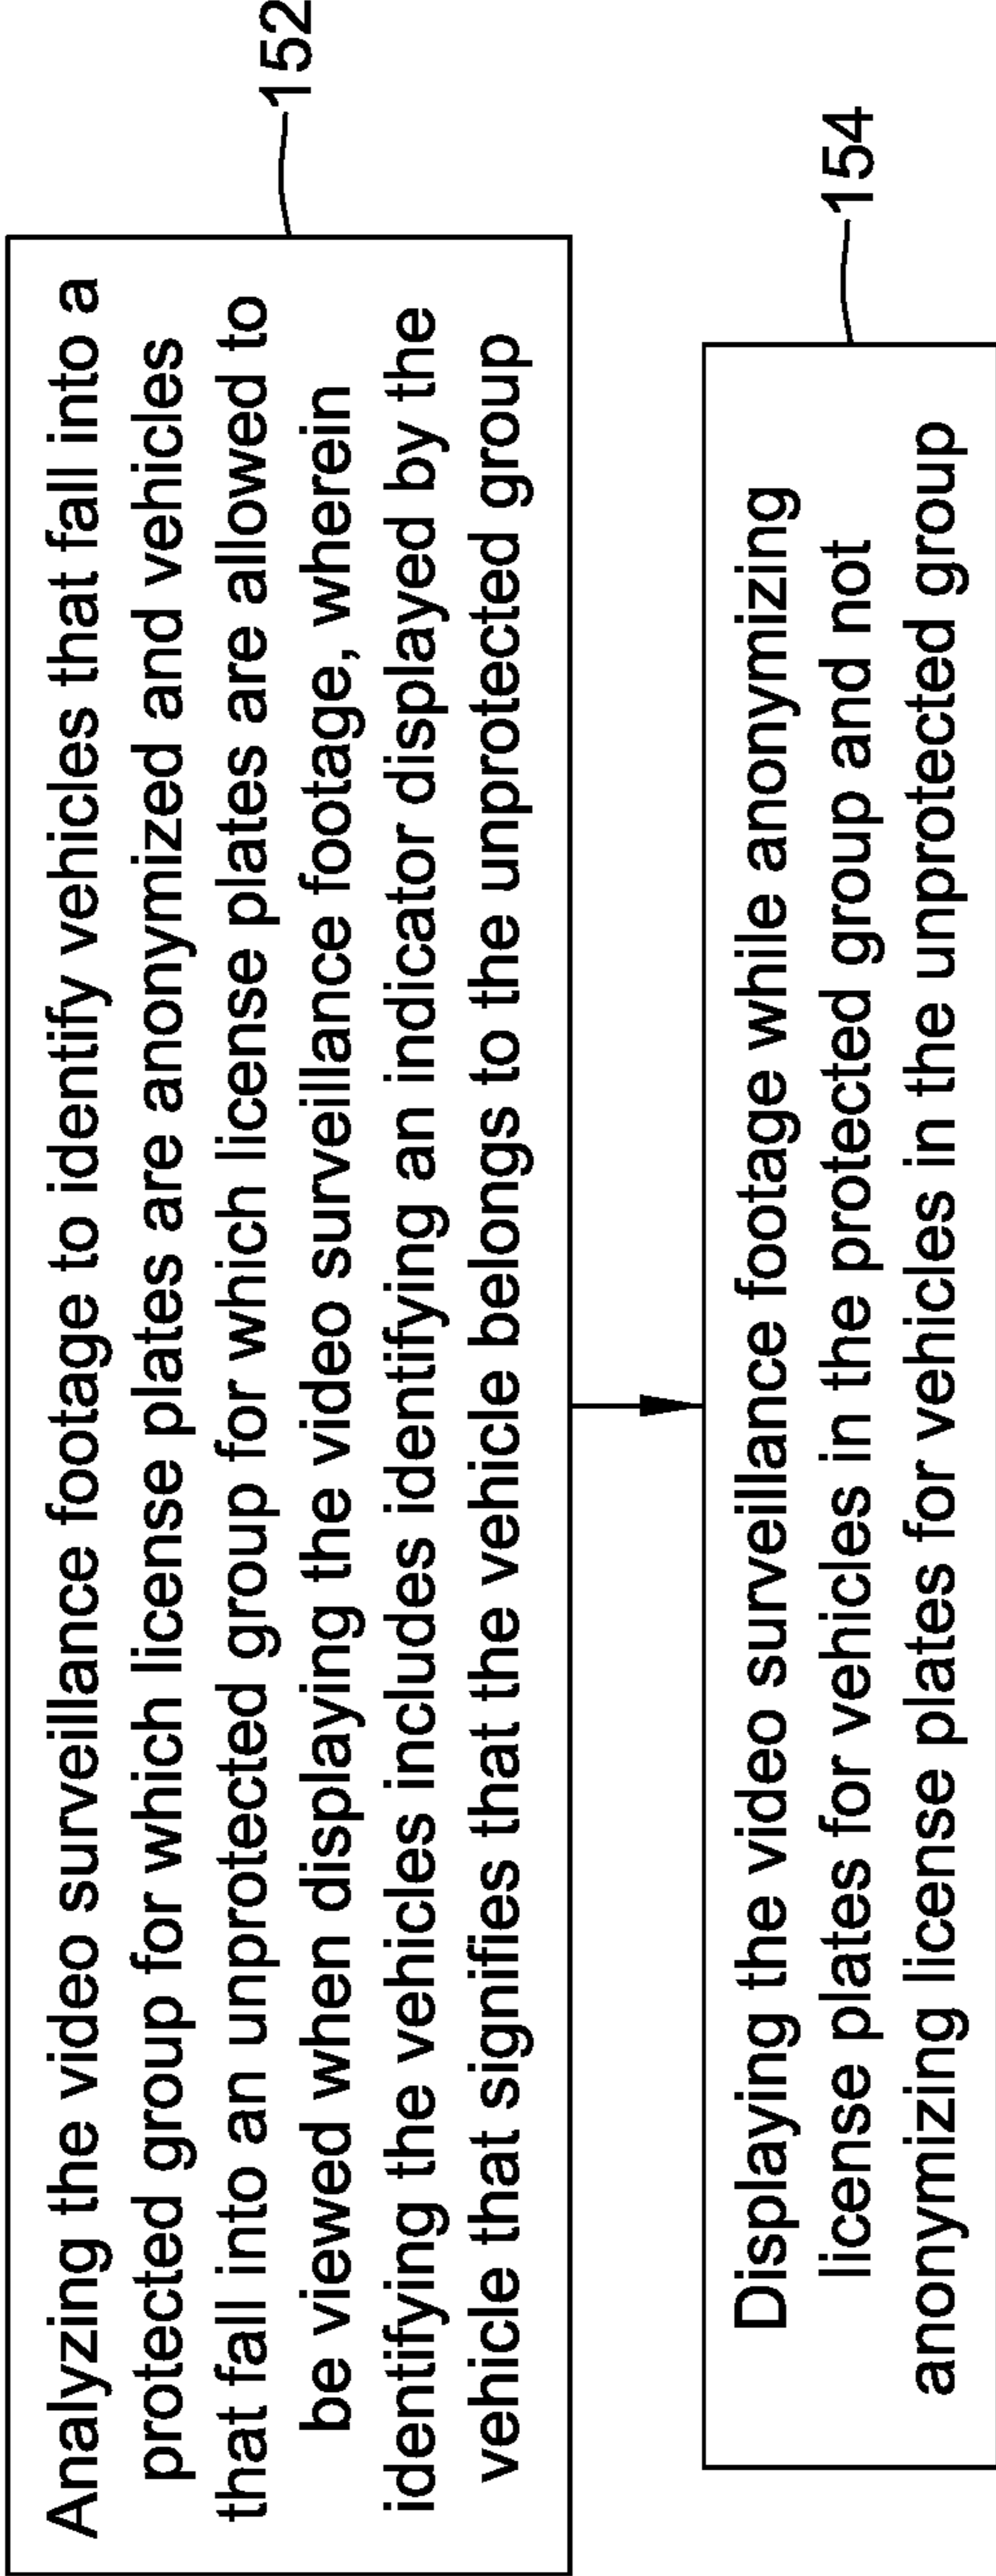 Analyzing the video surveillance footage to identify vehicles that fall into a
protected group for which license plates are anonymized and vehicles
that fall into an unprotected group for which license plates are allowed to
be viewed when displaying the video surveillance footage, wherein
identifying the vehicles includes identifying an indicator displayed by the
vehicle that signifies that the vehicle belongs to the unprotected group
152
Displaying the video surveillance footage while anonymizing
license plates for vehicles in the protected group and not
anonymizing license plates for vehicles in the unprotected group
154